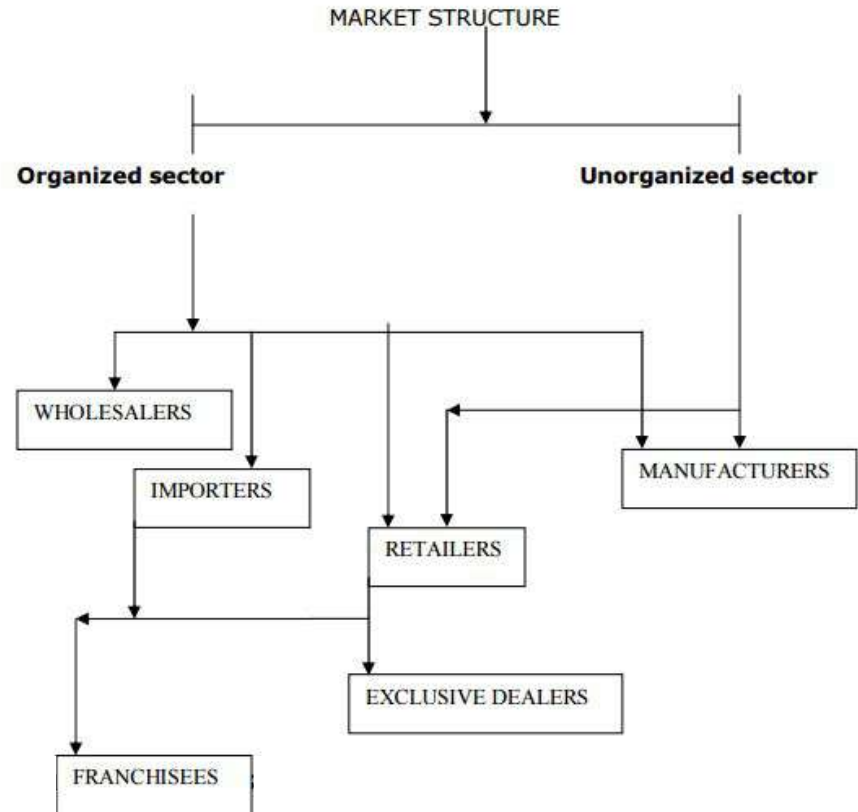 MARKET STRUCTURE
Organized sector
Unorganized sector
WHOLESALERS
IMPORTERS
MANUFACTURERS
RETAILERS
EXCLUSIVE DEALERS
FRANCHISEES